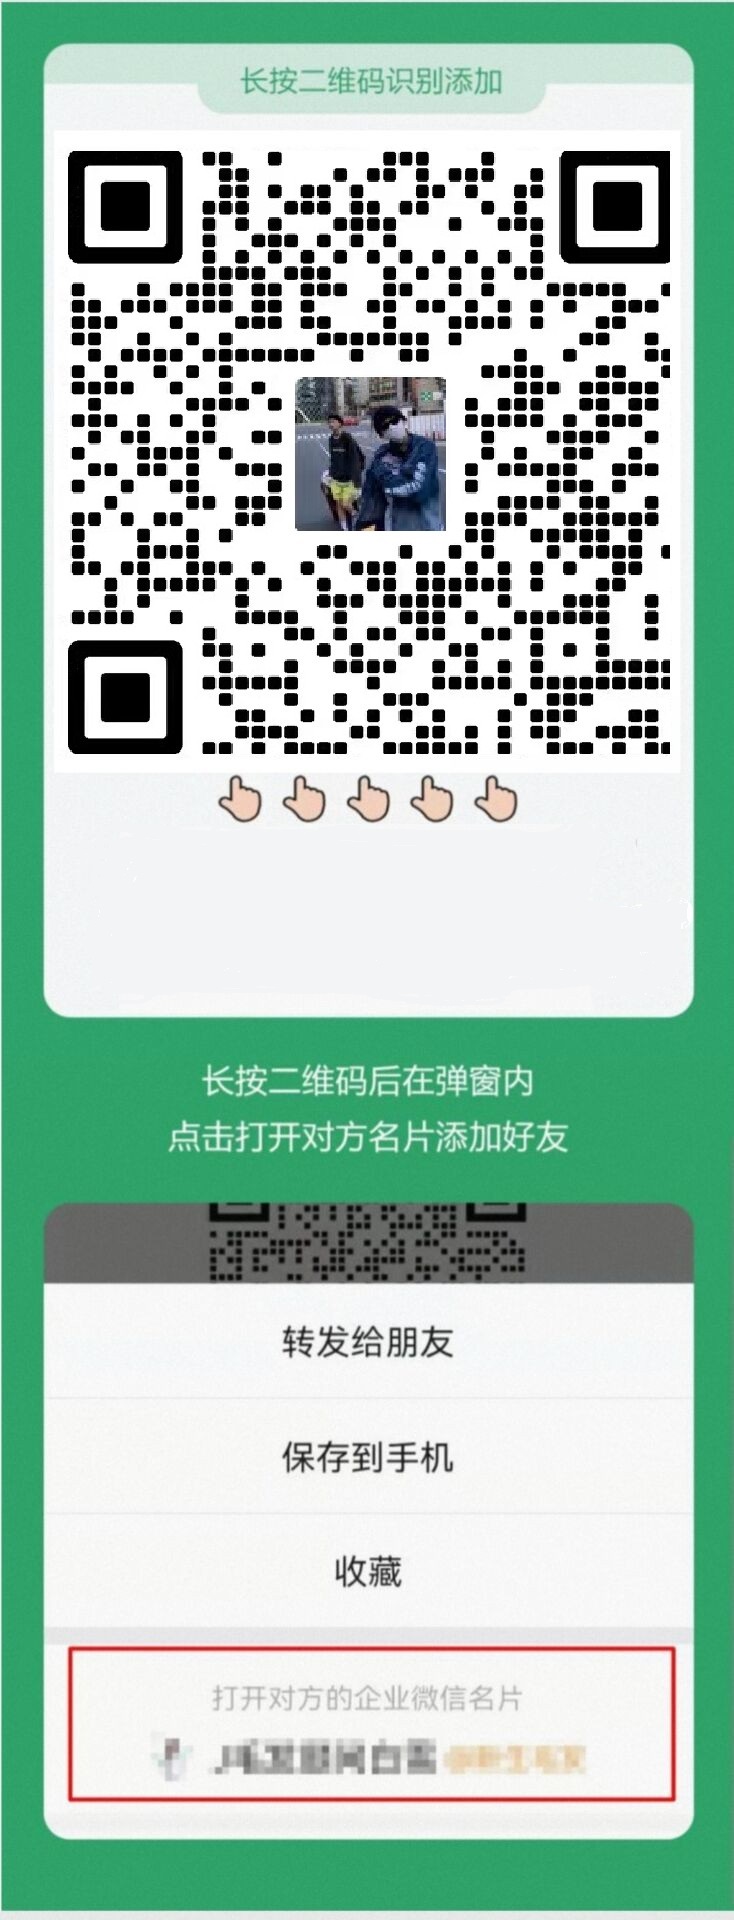 长按二维码识别添加
长按二维码后在弹窗内
点击打开对方名片添加好友
转发给朋友
保存到手机
收藏
打开对方的企业微信名片